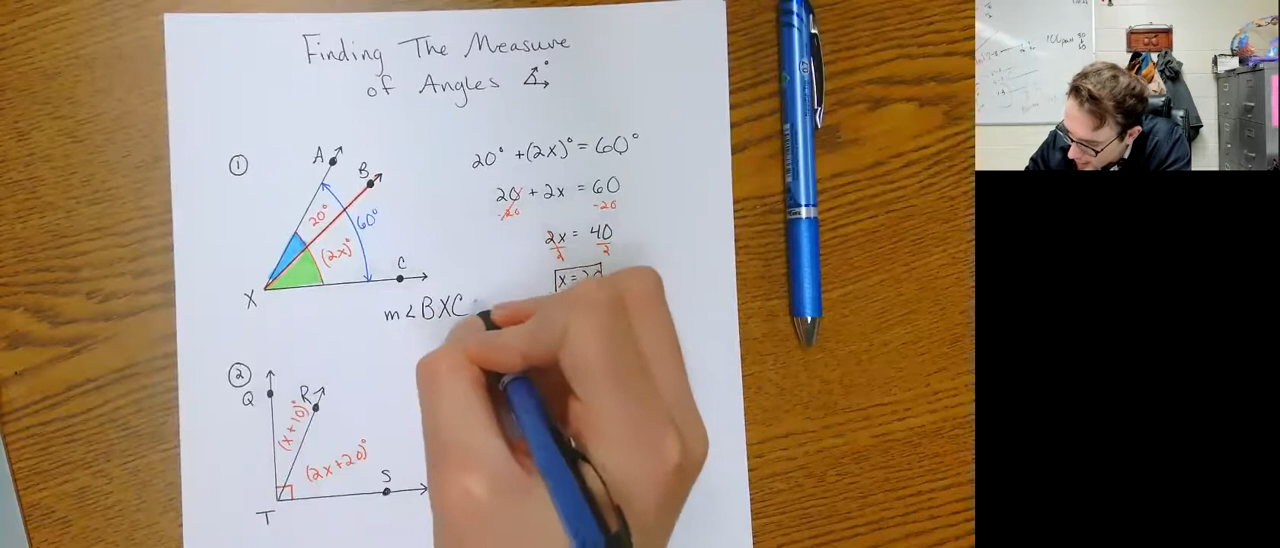 Finding The Measure
of Angles ∡°
①
A
B
20°
60°
(2x)°
C
X
20° + (2x)° = 60°
20 + 2x = 60
-20 -20
2x = 40
2 2
x = 20
m∠BXC
②
Q
R
(x+10)°
(2x+20)°
S
T